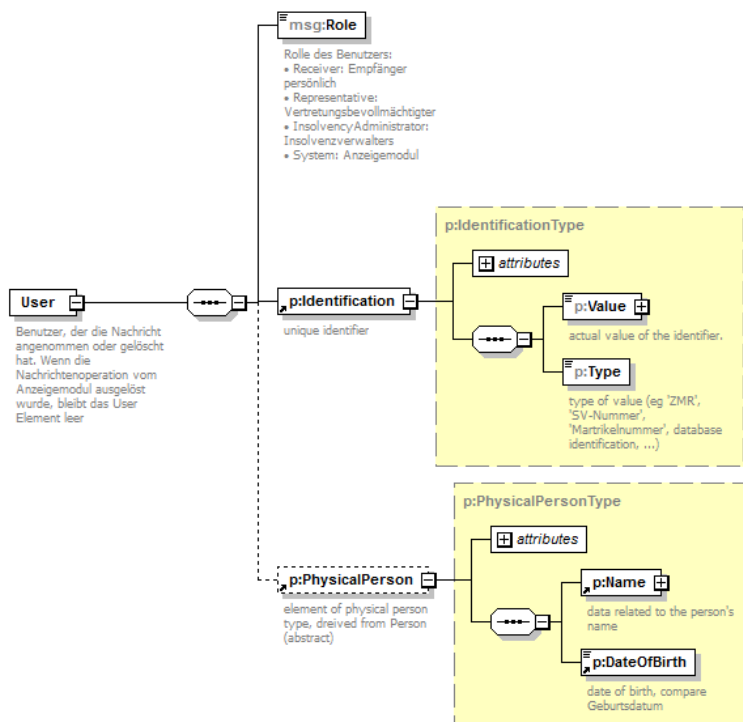 msg:Role
Rolle des Benutzers:
• Receiver: Empfänger
persönlich
• Representative:
Vertretungsbevollmächtigter
• InsolvencyAdministrator:
Insolvenzverwalters
• System: Anzeigemodul
User
Benutzer, der die Nachricht
angenommen oder gelöscht
hat. Wenn die
Nachrichtenoperation vom
Anzeigemodul ausgelöst
wurde, bleibt das User
Element leer
p:Identification
unique identifier
p:IdentificationType
attributes
p:Value
actual value of the identifier.
p:Type
type of value (eg 'ZMR',
'SV-Nummer',
'Martrikelnummer', database
identification, ...)
p:PhysicalPerson
element of physical person
type, dreived from Person
(abstract)
p:PhysicalPersonType
attributes
p:Name
data related to the person's
name
p:DateOfBirth
date of birth, compare
Geburtsdatum